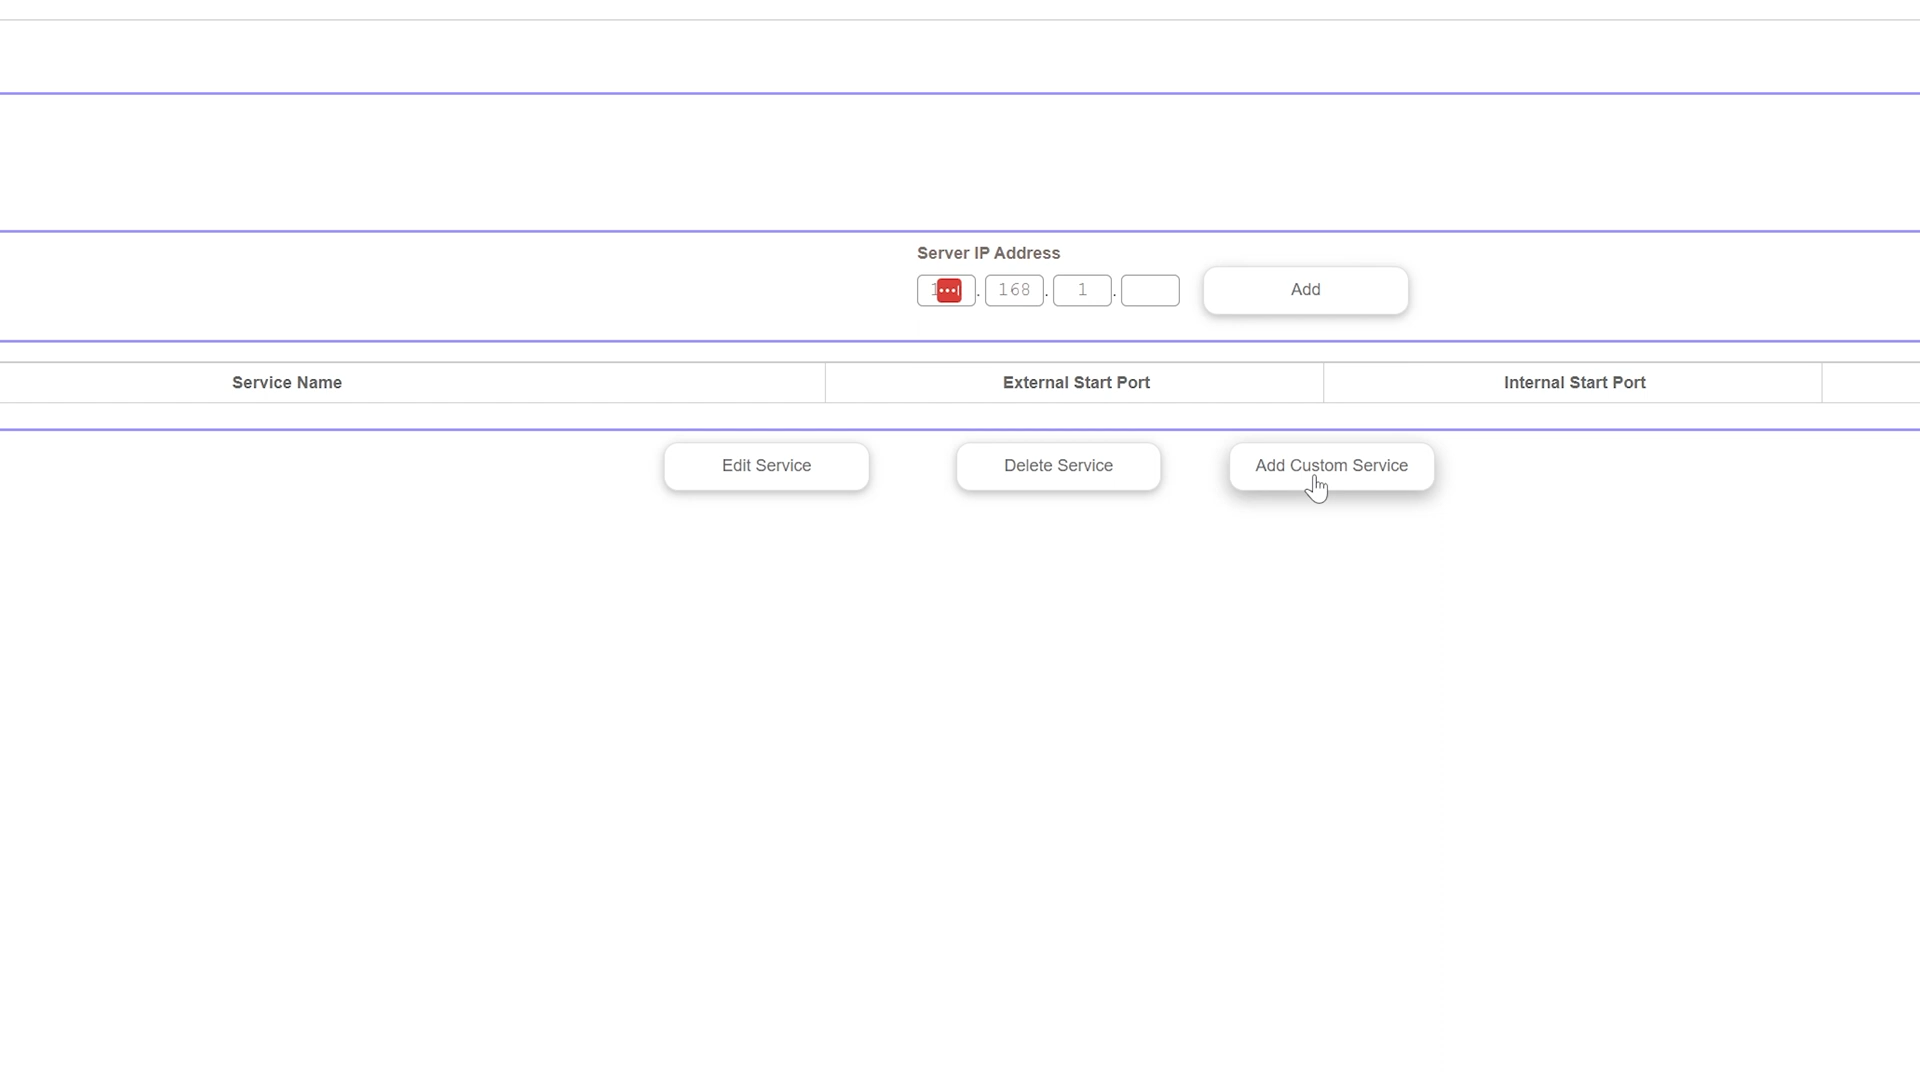 Server IP Address
. 168 . 1 .
Add
Service Name External Start Port Internal Start Port
Edit Service Delete Service Add Custom Service